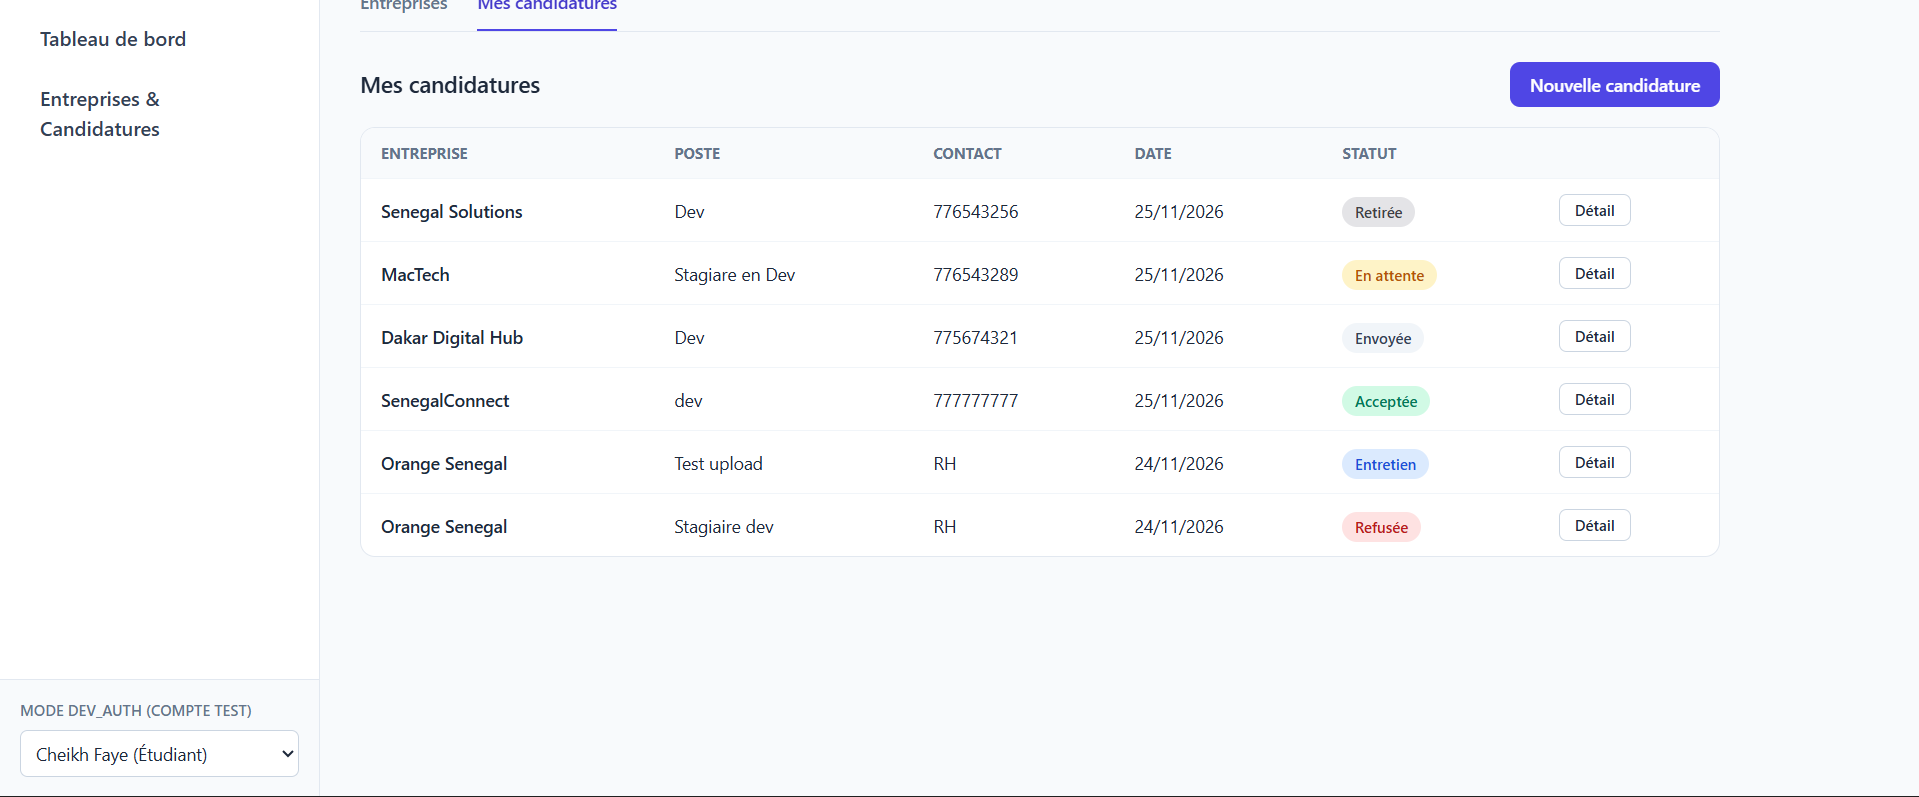 Entreprises Mes candidatures
Tableau de bord
Entreprises &
Candidatures
Mes candidatures
Nouvelle candidature
ENTREPRISE POSTE CONTACT DATE STATUT
Senegal Solutions Dev 776543256 25/11/2026 Retirée Détail
MacTech Stagiare en Dev 776543289 25/11/2026 En attente Détail
Dakar Digital Hub Dev 775674321 25/11/2026 Envoyée Détail
SenegalConnect dev 777777777 25/11/2026 Acceptée Détail
Orange Senegal Test upload RH 24/11/2026 Entretien Détail
Orange Senegal Stagiaire dev RH 24/11/2026 Refusée Détail
MODE DEV_AUTH (COMPTE TEST)
Cheikh Faye (Étudiant)